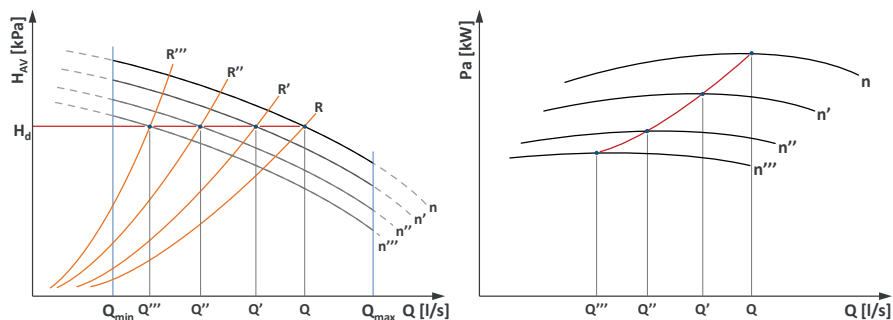 H_AV [kPa]
R'''
R''
R'
R
H_d
n
n'
n''
n'''
Q_min
Q'''
Q''
Q'
Q
Q_max
Q [l/s]
Pa [kW]
n
n'
n''
n'''
Q'''
Q''
Q'
Q
Q [l/s]